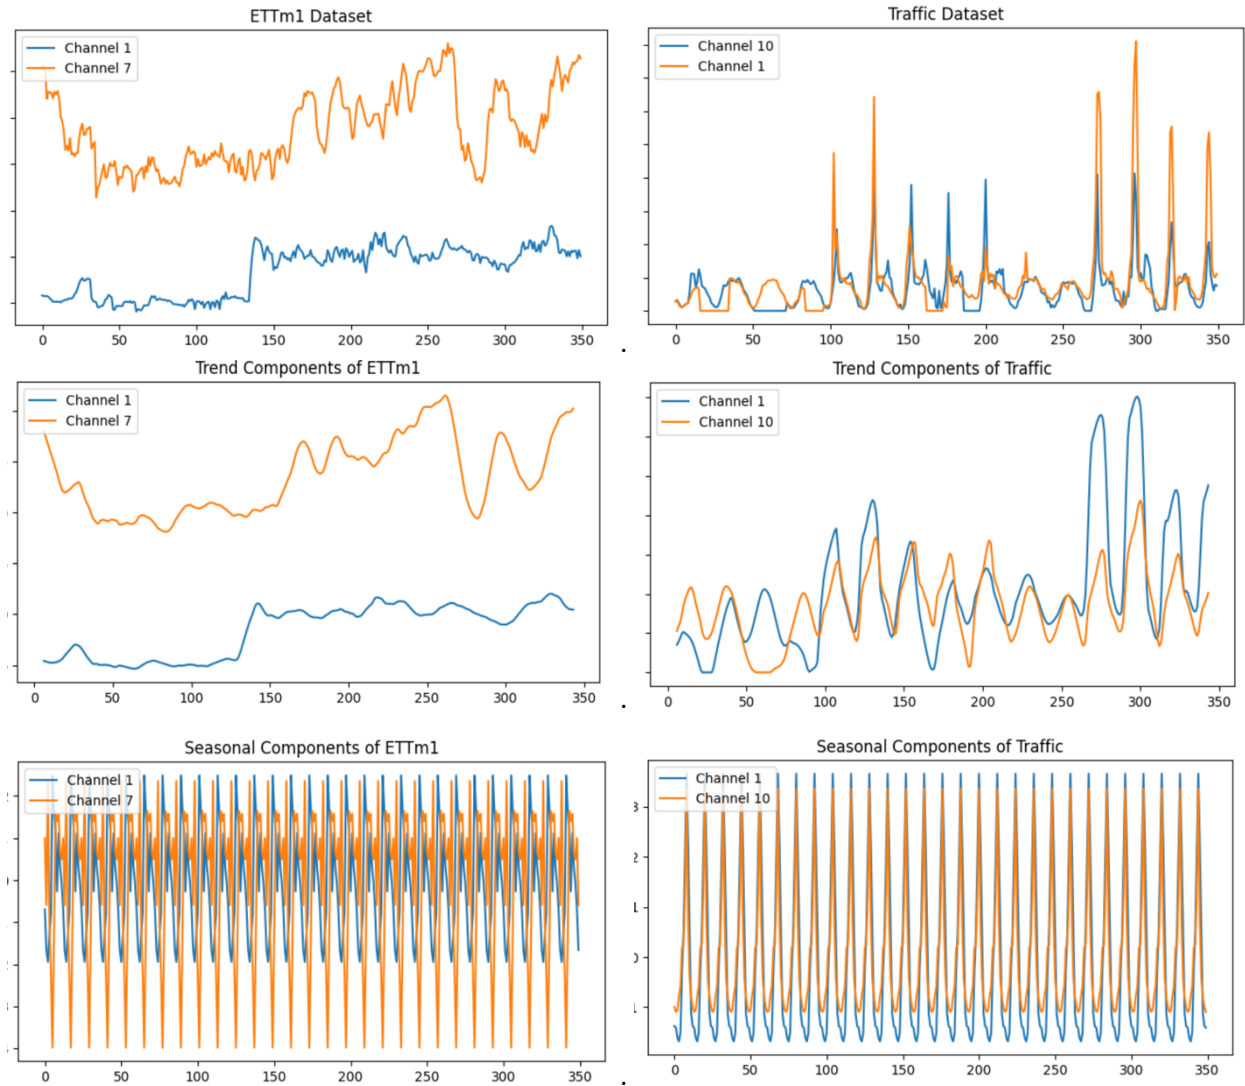 ETTm1 Dataset
Channel 1
Channel 7
0 50 100 150 200 250 300 350
Traffic Dataset
Channel 10
Channel 1
0 50 100 150 200 250 300 350
.
Trend Components of ETTm1
Channel 1
Channel 7
0 50 100 150 200 250 300 350
Trend Components of Traffic
Channel 1
Channel 10
0 50 100 150 200 250 300 350
.
Seasonal Components of ETTm1
Channel 1
Channel 7
0 50 100 150 200 250 300 350
Seasonal Components of Traffic
Channel 1
Channel 10
3
2
1
0
1
0 50 100 150 200 250 300 350
.